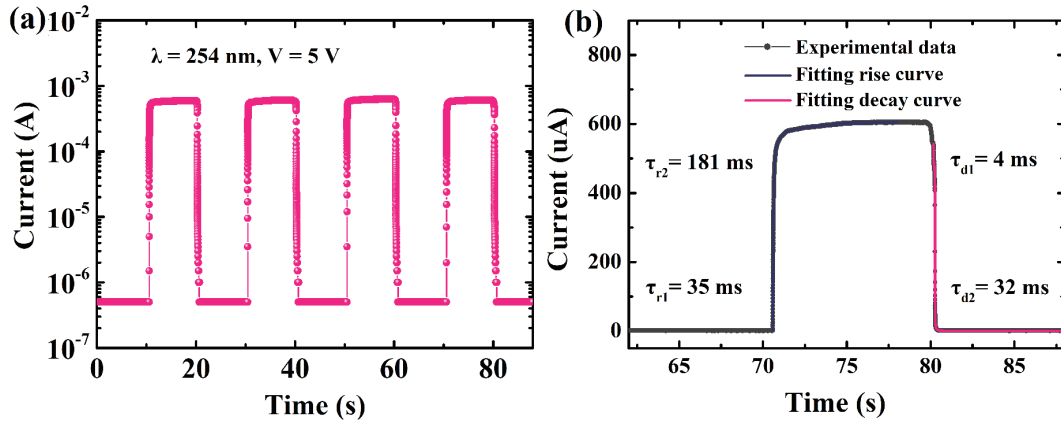 (a)
λ = 254 nm, V = 5 V
Current (A)
10⁻²
10⁻³
10⁻⁴
10⁻⁵
10⁻⁶
10⁻⁷
0 20 40 60 80
Time (s)
(b)
Experimental data
Fitting rise curve
Fitting decay curve
τr2= 181 ms
τd1= 4 ms
τr1= 35 ms
τd2= 32 ms
Current (uA)
800
600
400
200
0
65 70 75 80 85
Time (s)